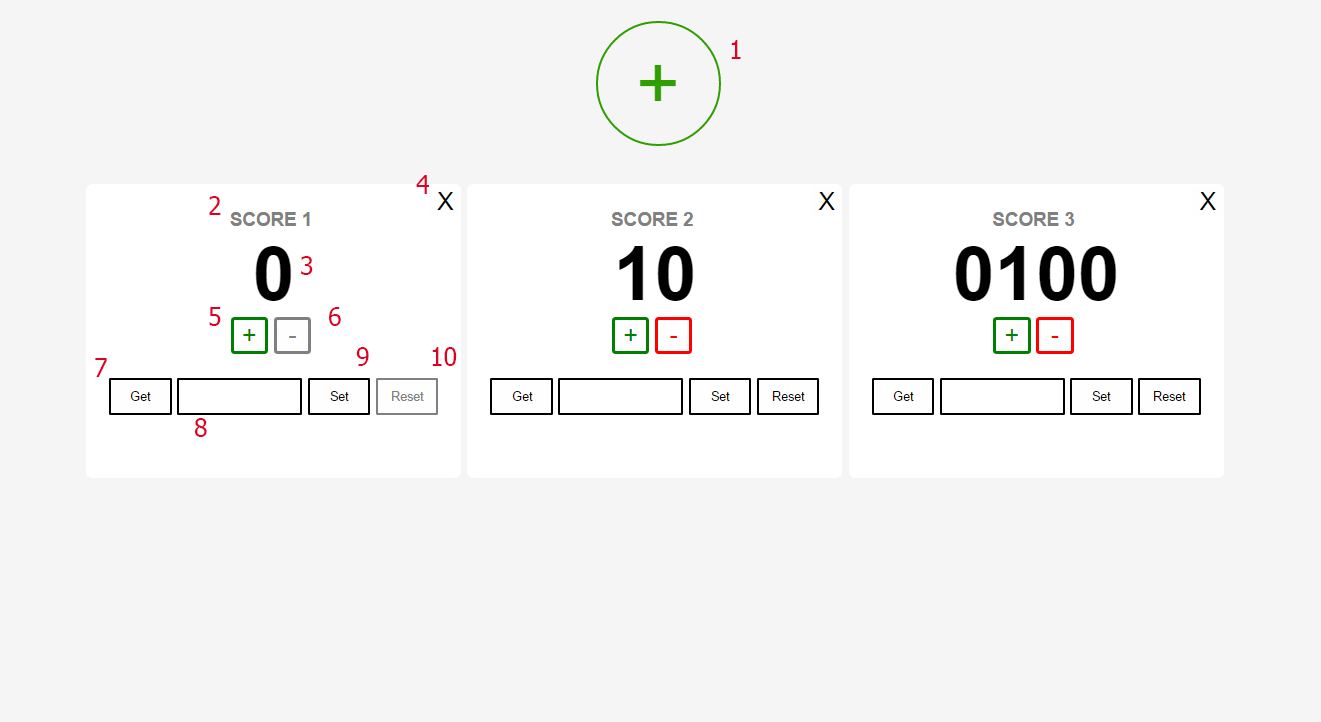 + 1
2 SCORE 1 4 X
0 3
5 + - 6
7 Get 8 Set 9 Reset 10
SCORE 2 X
10
+ -
Get Set Reset
SCORE 3 X
0100
+ -
Get Set Reset